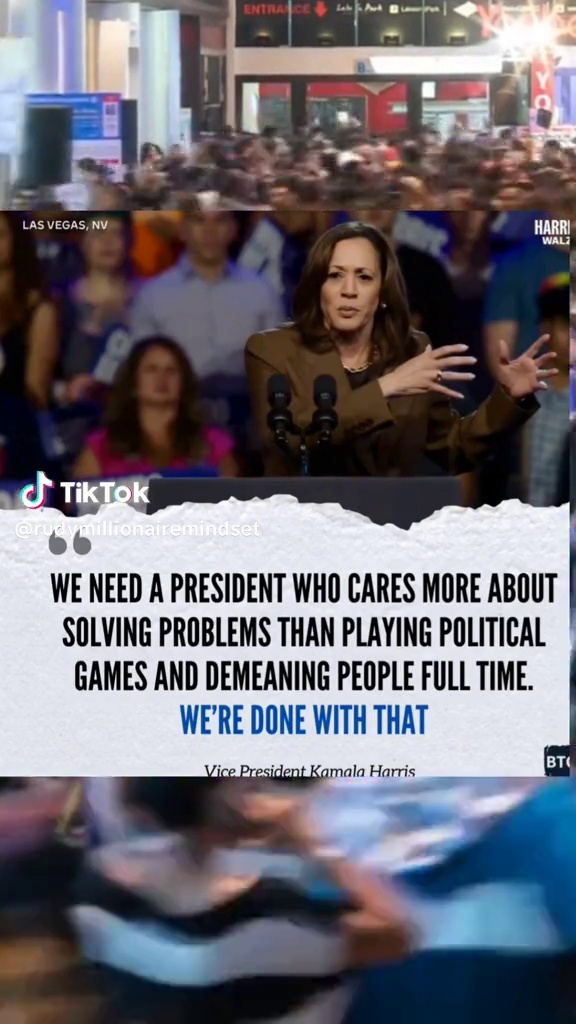 ENTRANCE
LAS VEGAS, NV
HARRI
WALZ
TikTok
@rudymillionairemindset
WE NEED A PRESIDENT WHO CARES MORE ABOUT
SOLVING PROBLEMS THAN PLAYING POLITICAL
GAMES AND DEMEANING PEOPLE FULL TIME.
WE'RE DONE WITH THAT
BTC
Vice President Kamala Harris